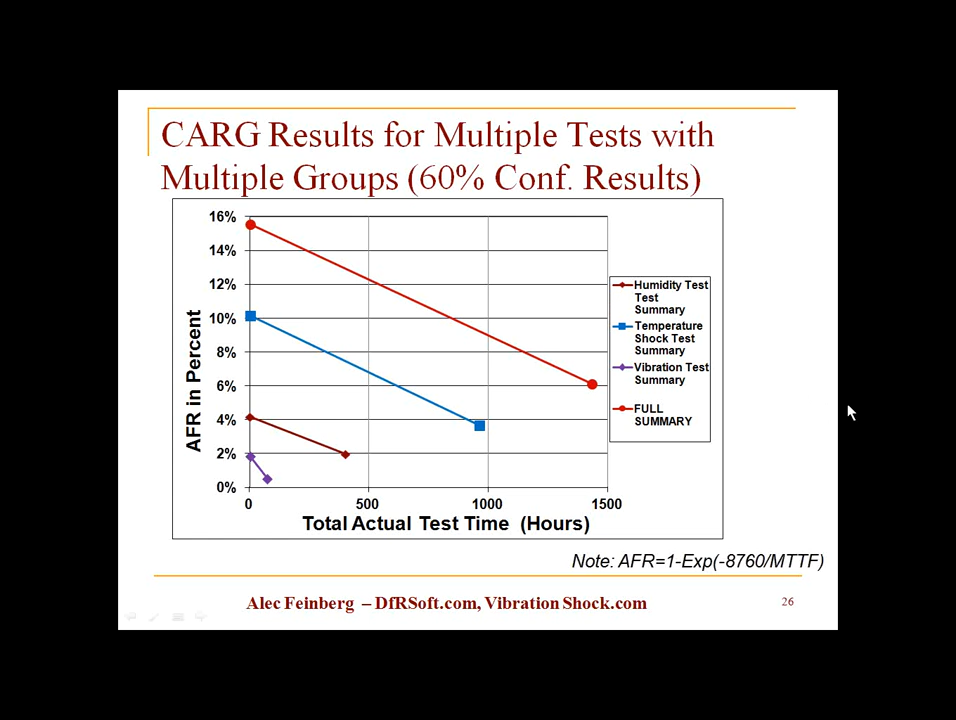 CARG Results for Multiple Tests with
Multiple Groups (60% Conf. Results)
16%
14%
12%
10%
8%
6%
4%
2%
0%
AFR in Percent
0 500 1000 1500
Total Actual Test Time (Hours)
Humidity Test
Test
Summary
Temperature
Shock Test
Summary
Vibration Test
Summary
FULL
SUMMARY
Note: AFR=1-Exp(-8760/MTTF)
Alec Feinberg – DfRSoft.com, Vibration Shock.com
26